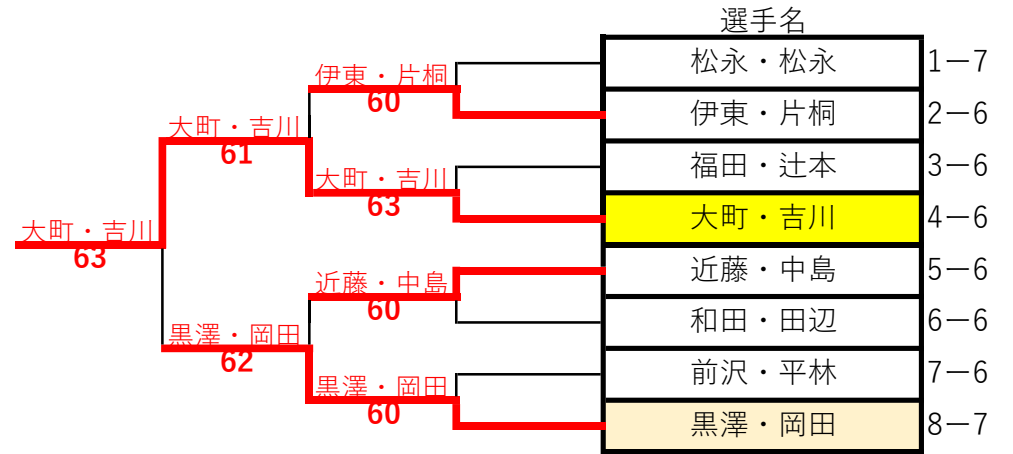 選手名
松永・松永 1－7
伊東・片桐
60
伊東・片桐 2－6
大町・吉川
61
福田・辻本 3－6
大町・吉川
63
大町・吉川 4－6
大町・吉川
63
近藤・中島 5－6
近藤・中島
60
和田・田辺 6－6
黒澤・岡田
62
前沢・平林 7－6
黒澤・岡田
60
黒澤・岡田 8－7